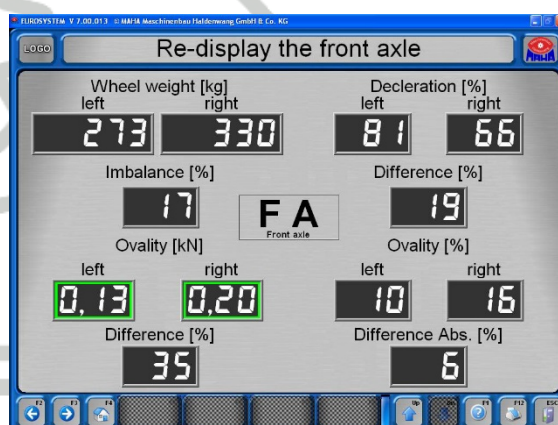 EUROSYSTEM V 7.00.013 © MAHA Maschinenbau Haldenwang GmbH & Co. KG
LOGO Re-display the front axle MAHA
Wheel weight [kg] Decleration [%]
left right left right
273 330 81 66
Imbalance [%] Difference [%]
17 19
F A
Front axle
Ovality [kN] Ovality [%]
left right left right
0,13 0,20 10 16
Difference [%] Difference Abs. [%]
35 6
F2 F3 F4 Up F1 F12 ESC